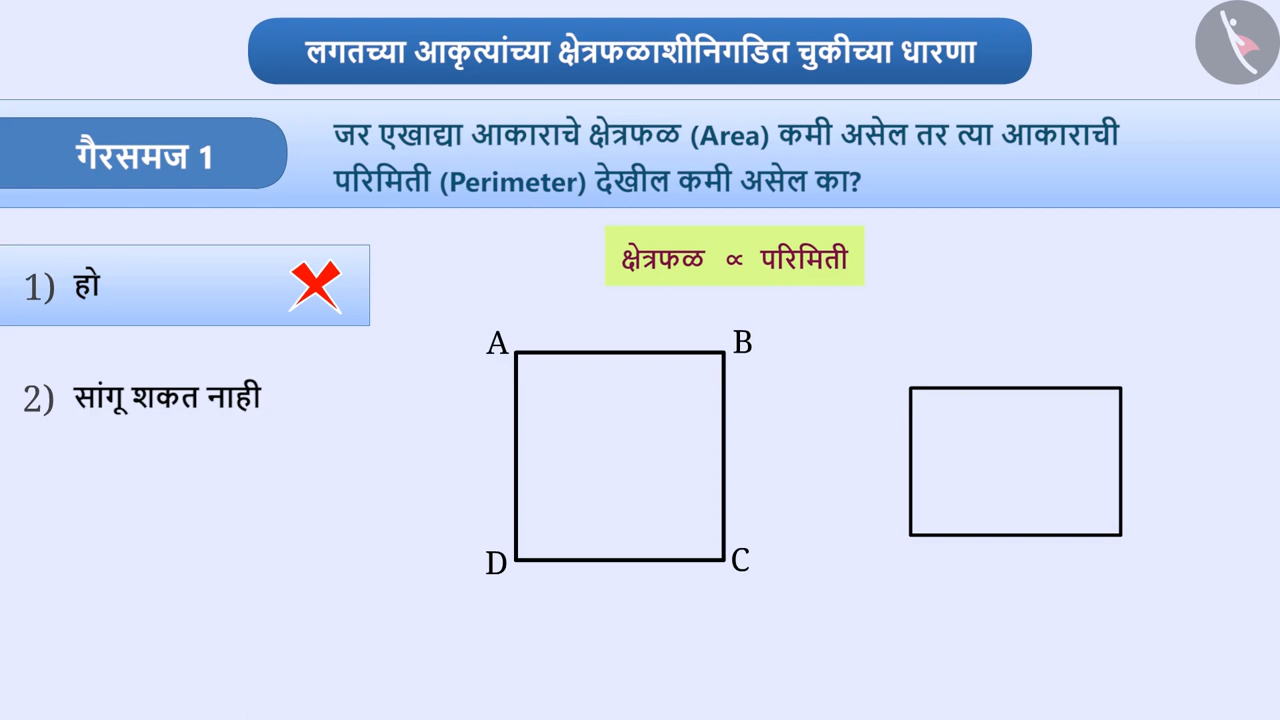 लगतच्या आकृत्यांच्या क्षेत्रफळाशीनिगडित चुकीच्या धारणा
गैरसमज 1
जर एखाद्या आकाराचे क्षेत्रफळ (Area) कमी असेल तर त्या आकाराची
परिमिती (Perimeter) देखील कमी असेल का?
क्षेत्रफळ ∝ परिमिती
1) हो
2) सांगू शकत नाही
A B
D C